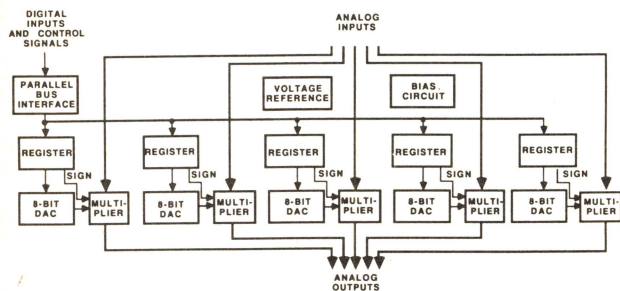 DIGITAL
INPUTS
AND CONTROL
SIGNALS
ANALOG
INPUTS
PARALLEL
BUS
INTERFACE
VOLTAGE
REFERENCE
BIAS.
CIRCUIT
REGISTER
REGISTER
REGISTER
REGISTER
REGISTER
SIGN
SIGN
SIGN
SIGN
SIGN
8-BIT
DAC
MULTI-
PLIER
8-BIT
DAC
MULTI-
PLIER
8-BIT
DAC
MULTI-
PLIER
8-BIT
DAC
MULTI-
PLIER
8-BIT
DAC
MULTI-
PLIER
ANALOG
OUTPUTS